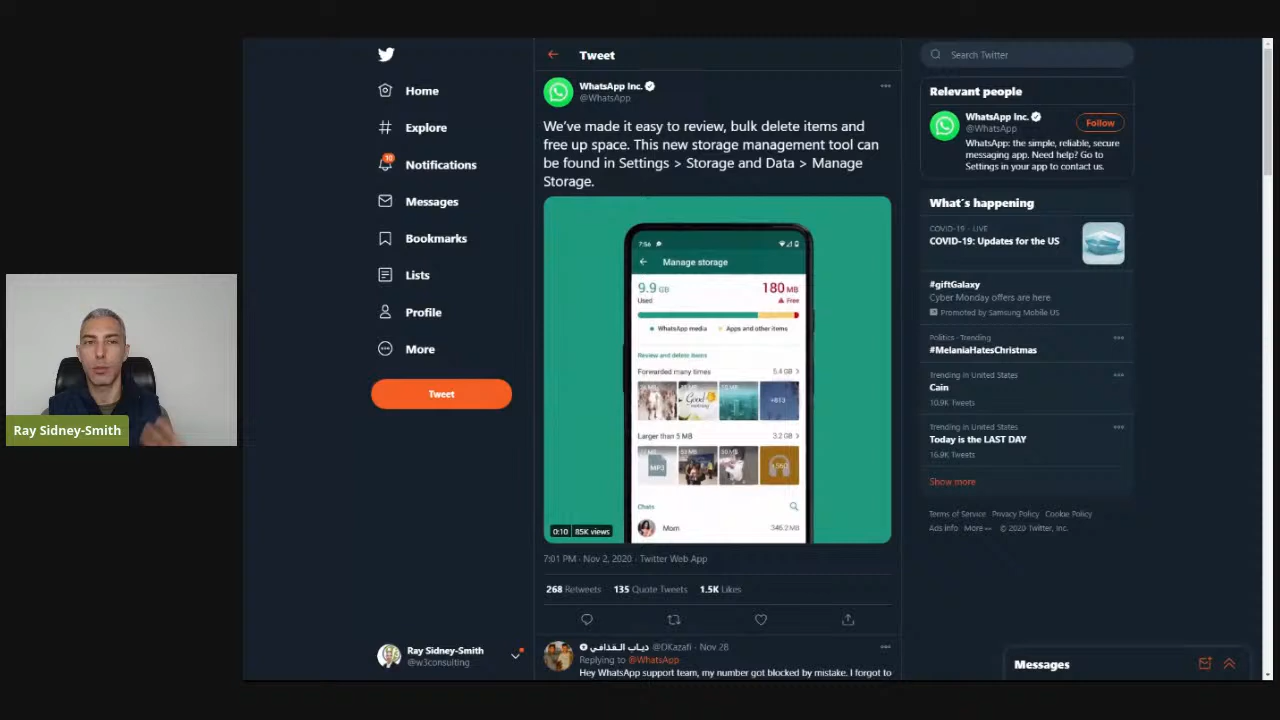 Ray Sidney-Smith
Home
Explore
10
Notifications
Messages
Bookmarks
Lists
Profile
More
Tweet
Ray Sidney-Smith
@w3consulting
Tweet
WhatsApp Inc.
@WhatsApp
We've made it easy to review, bulk delete items and
free up space. This new storage management tool can
be found in Settings > Storage and Data > Manage
Storage.
7:56
Manage storage
9.9 GB
180 MB
Used
Free
WhatsApp media
Apps and other items
Review and delete items
Forwarded many times
5.4 GB >
+813
Larger than 5 MB
3.2 GB >
MP3
Chats
Mom
346.2 MB
0:10
85K views
7:01 PM · Nov 2, 2020 · Twitter Web App
268 Retweets 135 Quote Tweets 1.5K Likes
@DKazafi · Nov 28
Replying to @WhatsApp
Hey WhatsApp support team, my number got blocked by mistake. I forgot to
Search Twitter
Relevant people
WhatsApp Inc.
@WhatsApp
Follow
WhatsApp: the simple, reliable, secure
messaging app. Need help? Go to
Settings in your app to contact us.
What's happening
COVID-19 · LIVE
COVID-19: Updates for the US
#giftGalaxy
Cyber Monday offers are here
Promoted by Samsung Mobile US
Politics · Trending
#MelaniaHatesChristmas
Trending in United States
Cain
10.9K Tweets
Trending in United States
Today is the LAST DAY
16.9K Tweets
Show more
Terms of Service Privacy Policy Cookie Policy
Ads info More ··· © 2020 Twitter, Inc.
Messages